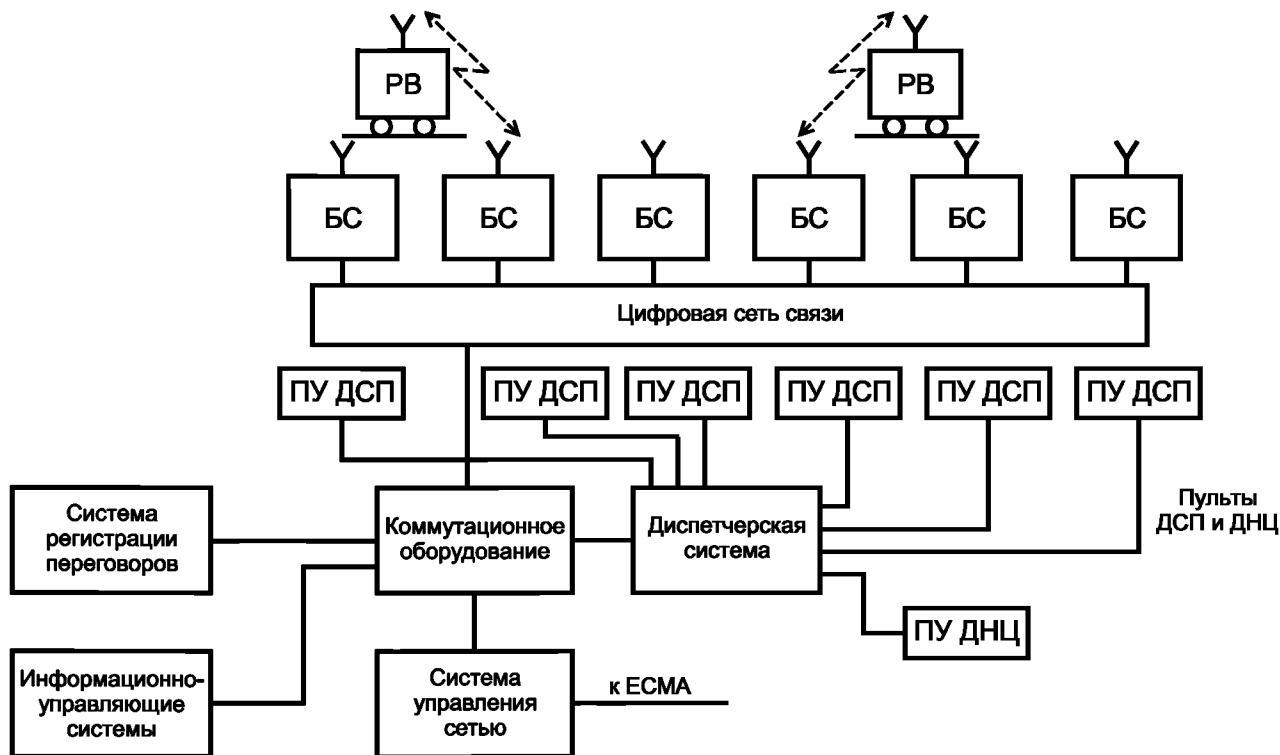 РВ
РВ
БС
БС
БС
БС
БС
БС
Цифровая сеть связи
ПУ ДСП
ПУ ДСП
ПУ ДСП
ПУ ДСП
ПУ ДСП
ПУ ДСП
Система
регистрации
переговоров
Коммутационное
оборудование
Диспетчерская
система
Пульты
ДСП и ДНЦ
ПУ ДНЦ
Информационно-
управляющие
системы
Система
управления
сетью
к ЕСМА